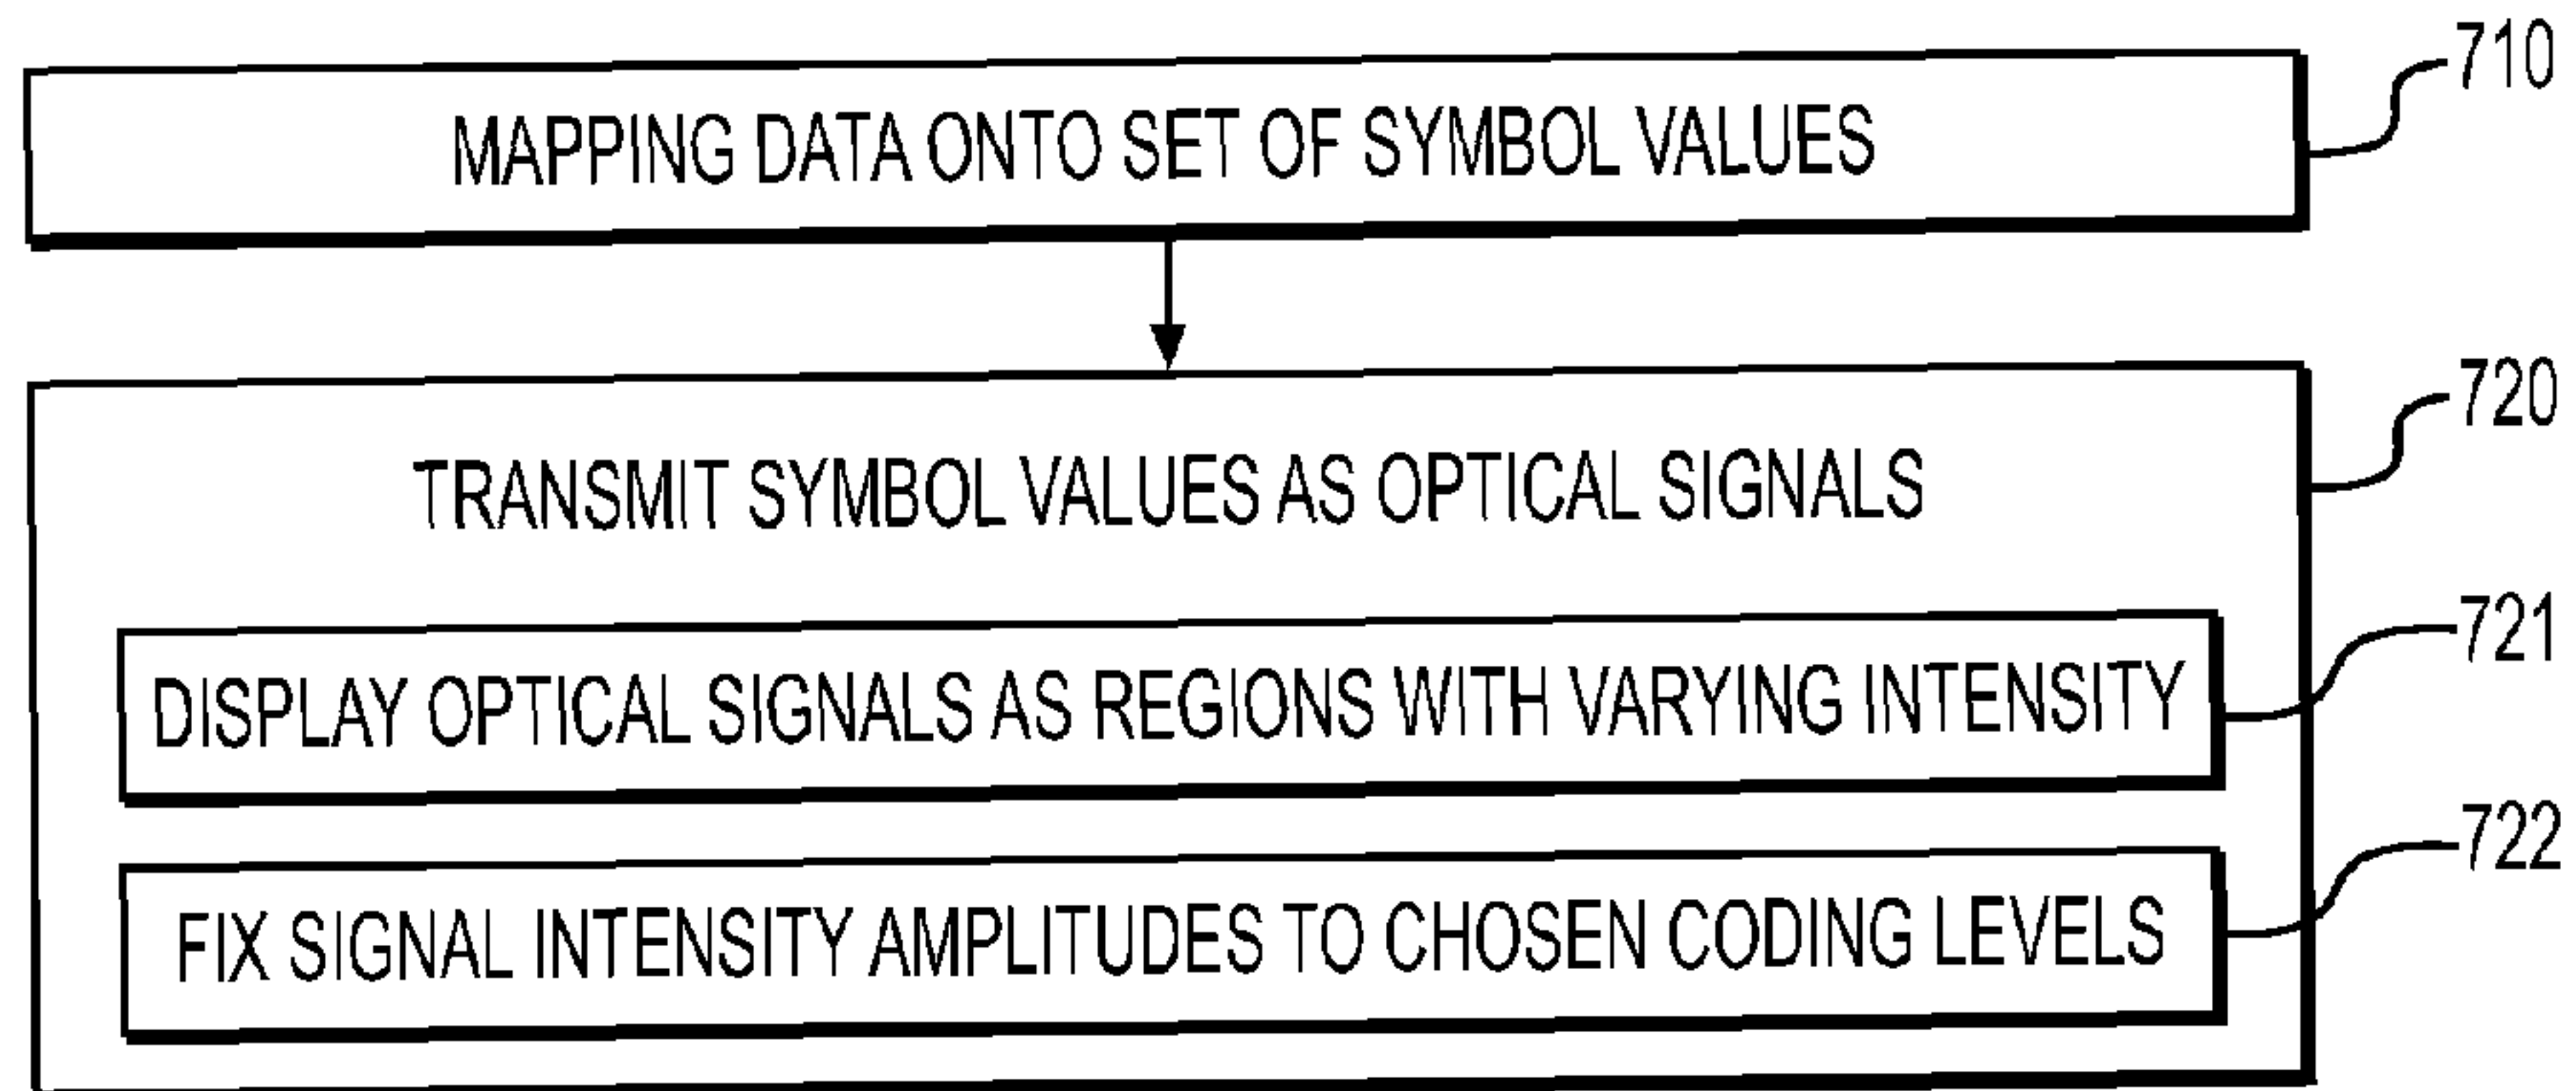 MAPPING DATA ONTO SET OF SYMBOL VALUES
710
TRANSMIT SYMBOL VALUES AS OPTICAL SIGNALS
720
DISPLAY OPTICAL SIGNALS AS REGIONS WITH VARYING INTENSITY
721
FIX SIGNAL INTENSITY AMPLITUDES TO CHOSEN CODING LEVELS
722